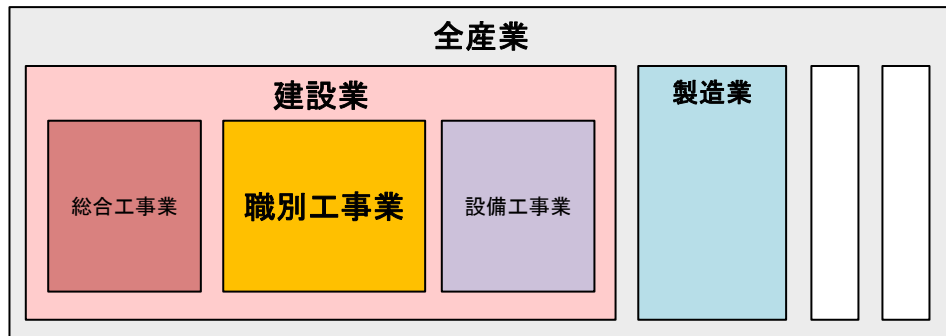 全産業
建設業
製造業
総合工事業
職別工事業
設備工事業